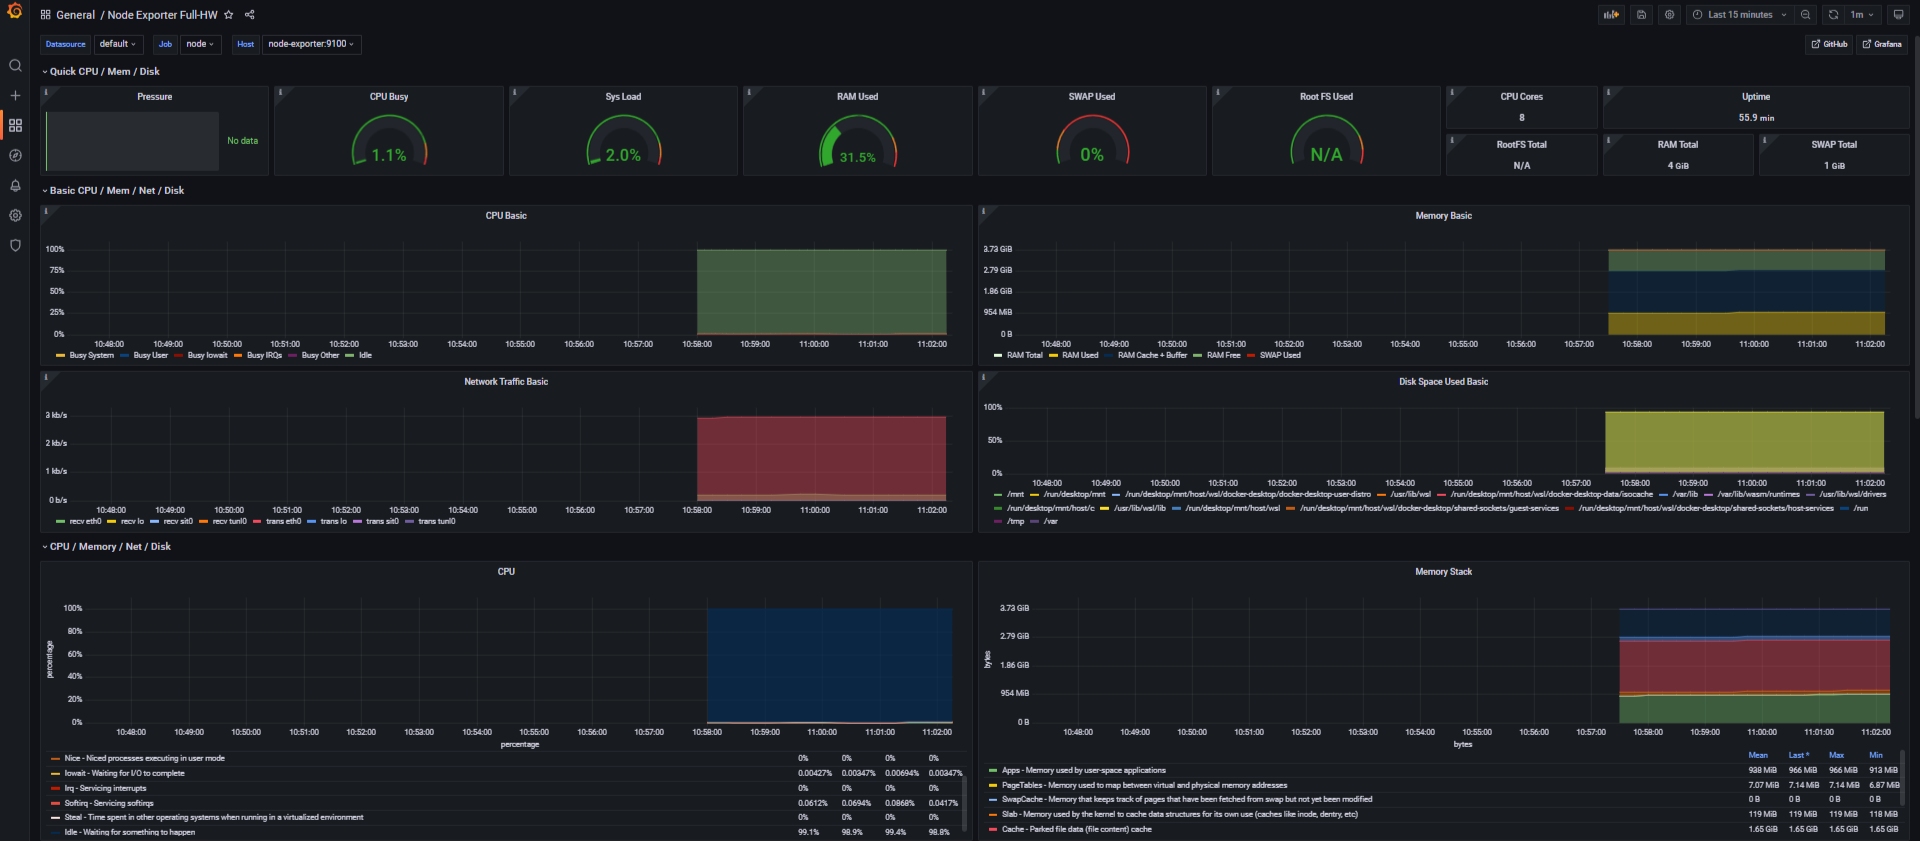 General / Node Exporter Full-HW
Last 15 minutes
1m
Datasource default Job node Host node-exporter:9100
GitHub Grafana
Quick CPU / Mem / Disk
Pressure
No data
CPU Busy
1.1%
Sys Load
2.0%
RAM Used
31.5%
SWAP Used
0%
Root FS Used
N/A
CPU Cores
8
Uptime
55.9 min
RootFS Total
N/A
RAM Total
4 GiB
SWAP Total
1 GiB
Basic CPU / Mem / Net / Disk
CPU Basic
100%
75%
50%
25%
0%
10:48:00 10:49:00 10:50:00 10:51:00 10:52:00 10:53:00 10:54:00 10:55:00 10:56:00 10:57:00 10:58:00 10:59:00 11:00:00 11:01:00 11:02:00
Busy System Busy User Busy Iowait Busy IRQs Busy Other Idle
Memory Basic
3.73 GiB
2.79 GiB
1.86 GiB
954 MiB
0 B
10:48:00 10:49:00 10:50:00 10:51:00 10:52:00 10:53:00 10:54:00 10:55:00 10:56:00 10:57:00 10:58:00 10:59:00 11:00:00 11:01:00 11:02:00
RAM Total RAM Used RAM Cache + Buffer RAM Free SWAP Used
Network Traffic Basic
3 kb/s
2 kb/s
1 kb/s
0 b/s
10:48:00 10:49:00 10:50:00 10:51:00 10:52:00 10:53:00 10:54:00 10:55:00 10:56:00 10:57:00 10:58:00 10:59:00 11:00:00 11:01:00 11:02:00
recv eth0 recv lo recv sit0 recv tunl0 trans eth0 trans lo trans sit0 trans tunl0
Disk Space Used Basic
100%
50%
0%
10:48:00 10:49:00 10:50:00 10:51:00 10:52:00 10:53:00 10:54:00 10:55:00 10:56:00 10:57:00 10:58:00 10:59:00 11:00:00 11:01:00 11:02:00
/mnt /run/desktop/mnt /run/desktop/mnt/host/wsl/docker-desktop/docker-desktop-user-distro /usr/lib/wsl /run/desktop/mnt/host/wsl/docker-desktop-data/isocache /var/lib /var/lib/wasm/runtimes /usr/lib/wsl/drivers
/run/desktop/mnt/host/c /usr/lib/wsl/lib /run/desktop/mnt/host/wsl /run/desktop/mnt/host/wsl/docker-desktop/shared-sockets/guest-services /run/desktop/mnt/host/wsl/docker-desktop/shared-sockets/host-services /run
/tmp /var
CPU / Memory / Net / Disk
CPU
percentage
100%
80%
60%
40%
20%
0%
10:48:00 10:49:00 10:50:00 10:51:00 10:52:00 10:53:00 10:54:00 10:55:00 10:56:00 10:57:00 10:58:00 10:59:00 11:00:00 11:01:00 11:02:00
percentage
Nice - Niced processes executing in user mode 0% 0% 0% 0%
Iowait - Waiting for I/O to complete 0.00427% 0.00347% 0.00694% 0.00347%
Irq - Servicing interrupts 0% 0% 0% 0%
Softirq - Servicing softirqs 0.0612% 0.0694% 0.0868% 0.0417%
Steal - Time spent in other operating systems when running in a virtualized environment 0% 0% 0% 0%
Idle - Waiting for something to happen 99.1% 98.9% 99.4% 98.8%
Memory Stack
bytes
3.73 GiB
2.79 GiB
1.86 GiB
954 MiB
0 B
10:48:00 10:49:00 10:50:00 10:51:00 10:52:00 10:53:00 10:54:00 10:55:00 10:56:00 10:57:00 10:58:00 10:59:00 11:00:00 11:01:00 11:02:00
bytes
Mean Last * Max Min
Apps - Memory used by user-space applications 938 MiB 966 MiB 966 MiB 913 MiB
PageTables - Memory used to map between virtual and physical memory addresses 7.07 MiB 7.14 MiB 7.14 MiB 6.87 MiB
SwapCache - Memory that keeps track of pages that have been fetched from swap but not yet been modified 0 B 0 B 0 B 0 B
Slab - Memory used by the kernel to cache data structures for its own use (caches like inode, dentry, etc) 119 MiB 119 MiB 119 MiB 118 MiB
Cache - Parked file data (file content) cache 1.65 GiB 1.65 GiB 1.65 GiB 1.65 GiB